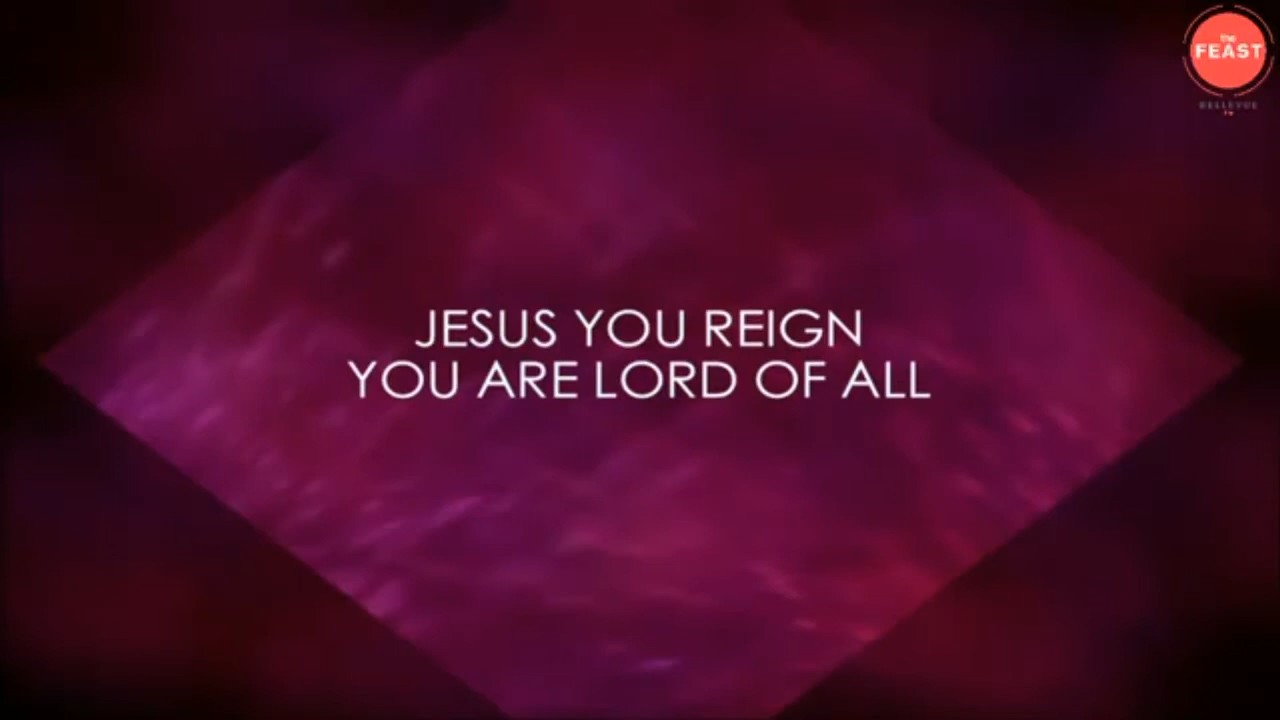 the
FEAST
BELLEVUE
JESUS YOU REIGN
YOU ARE LORD OF ALL